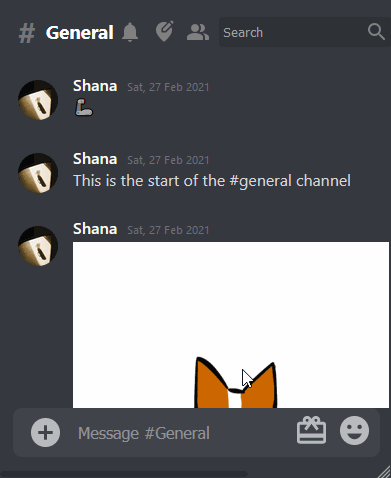 # General
Search
Shana Sat, 27 Feb 2021
Shana Sat, 27 Feb 2021
This is the start of the #general channel
Shana Sat, 27 Feb 2021
Message #General